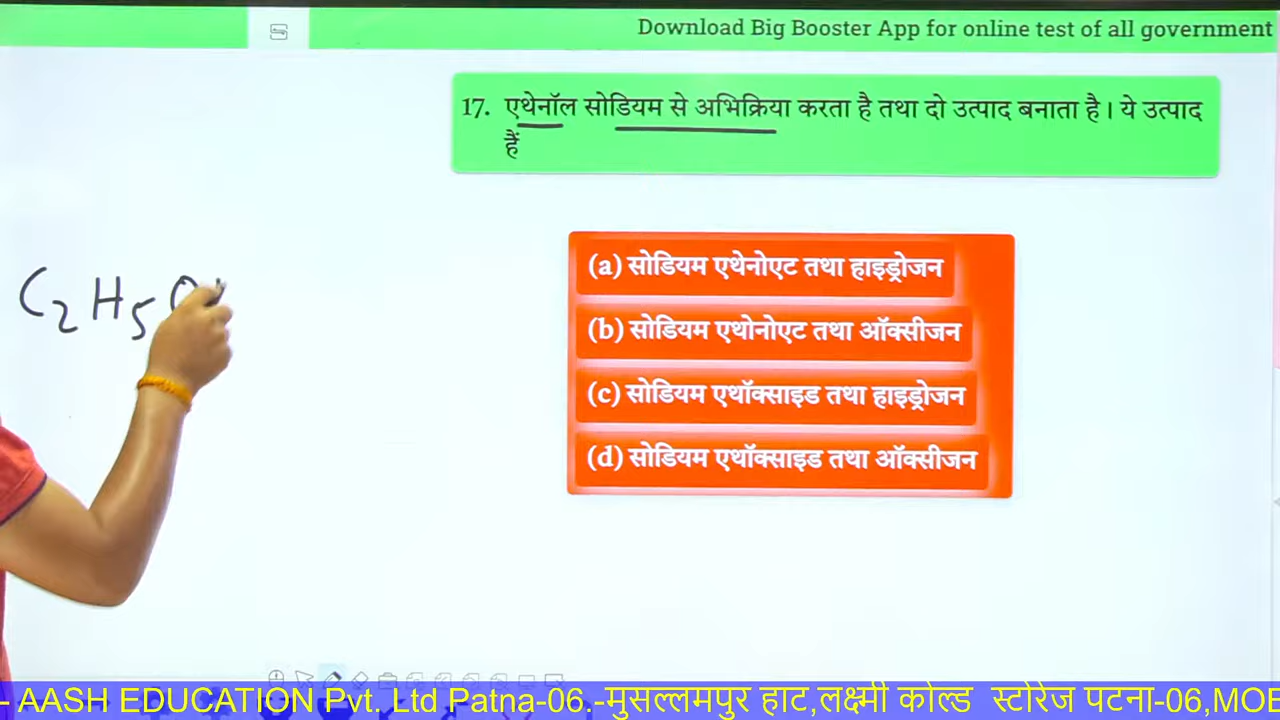 Download Big Booster App for online test of all government
17. एथेनॉल सोडियम से अभिक्रिया करता है तथा दो उत्पाद बनाता है। ये उत्पाद
हैं
(a) सोडियम एथेनोएट तथा हाइड्रोजन
(b) सोडियम एथोनोएट तथा ऑक्सीजन
(c) सोडियम एथॉक्साइड तथा हाइड्रोजन
(d) सोडियम एथॉक्साइड तथा ऑक्सीजन
C2H5
- AASH EDUCATION Pvt. Ltd Patna-06.-मुसल्लमपुर हाट,लक्ष्मी कोल्ड स्टोरेज पटना-06,